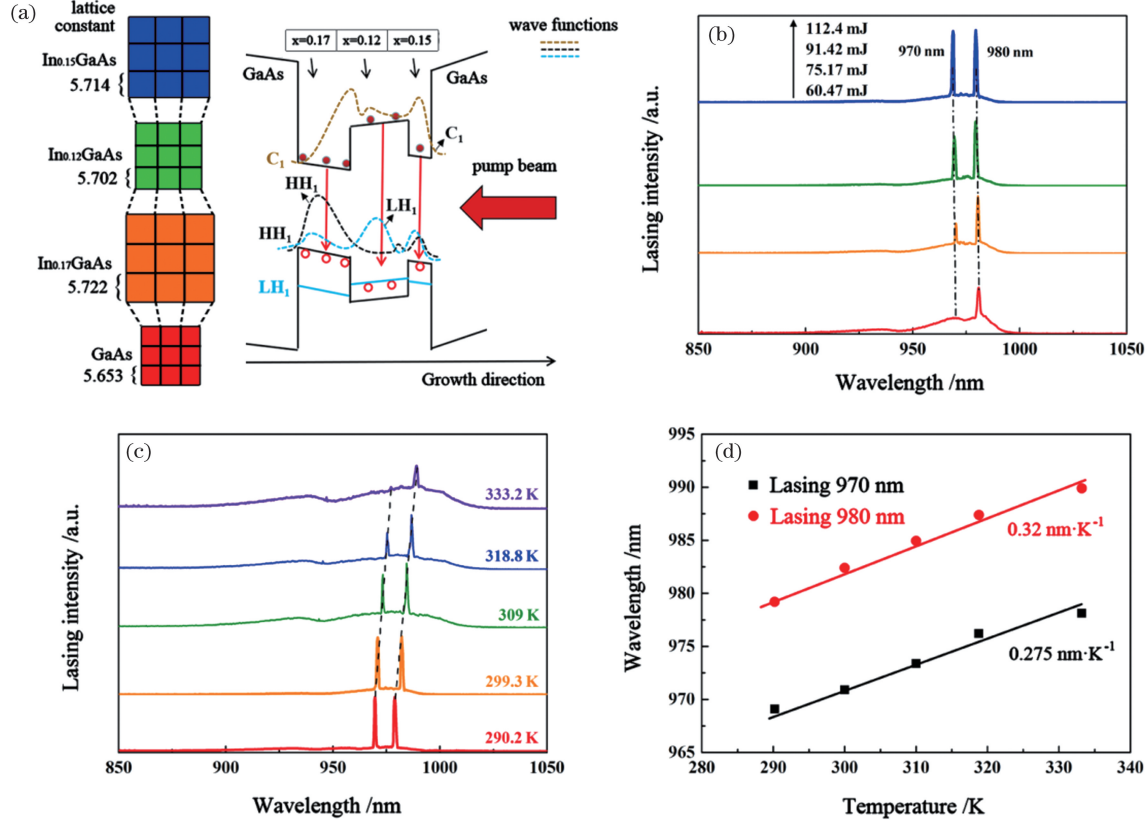 (a)
lattice
constant
In0.15GaAs
5.714 {
In0.12GaAs
5.702 {
In0.17GaAs
5.722 {
GaAs
5.653 {
x=0.17 x=0.12 x=0.15
wave functions
GaAs
GaAs
C1
C1
pump beam
HH1
LH1
HH1
LH1
Growth direction
(b)
112.4 mJ
91.42 mJ
75.17 mJ
60.47 mJ
970 nm
980 nm
Lasing intensity /a.u.
850 900 950 1000 1050
Wavelength /nm
(c)
333.2 K
318.8 K
309 K
299.3 K
290.2 K
Lasing intensity /a.u.
850 900 950 1000 1050
Wavelength /nm
(d)
Lasing 970 nm
Lasing 980 nm
0.32 nm·K-1
0.275 nm·K-1
Wavelength /nm
995
990
985
980
975
970
965
280 290 300 310 320 330 340
Temperature /K